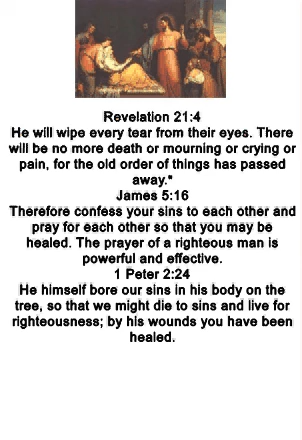 Revelation 21:4
He will wipe every tear from their eyes. There
will be no more death or mourning or crying or
pain, for the old order of things has passed
away."
James 5:16
Therefore confess your sins to each other and
pray for each other so that you may be
healed. The prayer of a righteous man is
powerful and effective.
1 Peter 2:24
He himself bore our sins in his body on the
tree, so that we might die to sins and live for
righteousness; by his wounds you have been
healed.